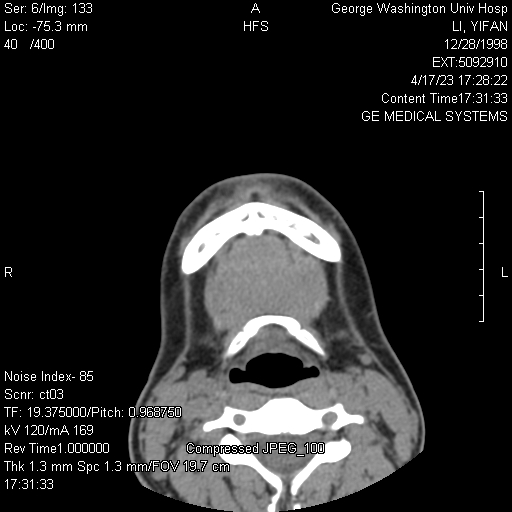 Ser: 6/Img: 133
Loc: -75.3 mm
40 /400
A
HFS
George Washington Univ Hosp
LI, YIFAN
12/28/1998
EXT:5092910
4/17/23 17:28:22
Content Time17:31:33
GE MEDICAL SYSTEMS
R
L
Noise Index- 85
Scnr: ct03
TF: 19.375000/Pitch: 0.968750
kV 120/mA 169
Rev Time1.000000
Compressed JPEG_100
Thk 1.3 mm Spc 1.3 mm/FOV 19.7 cm
17:31:33